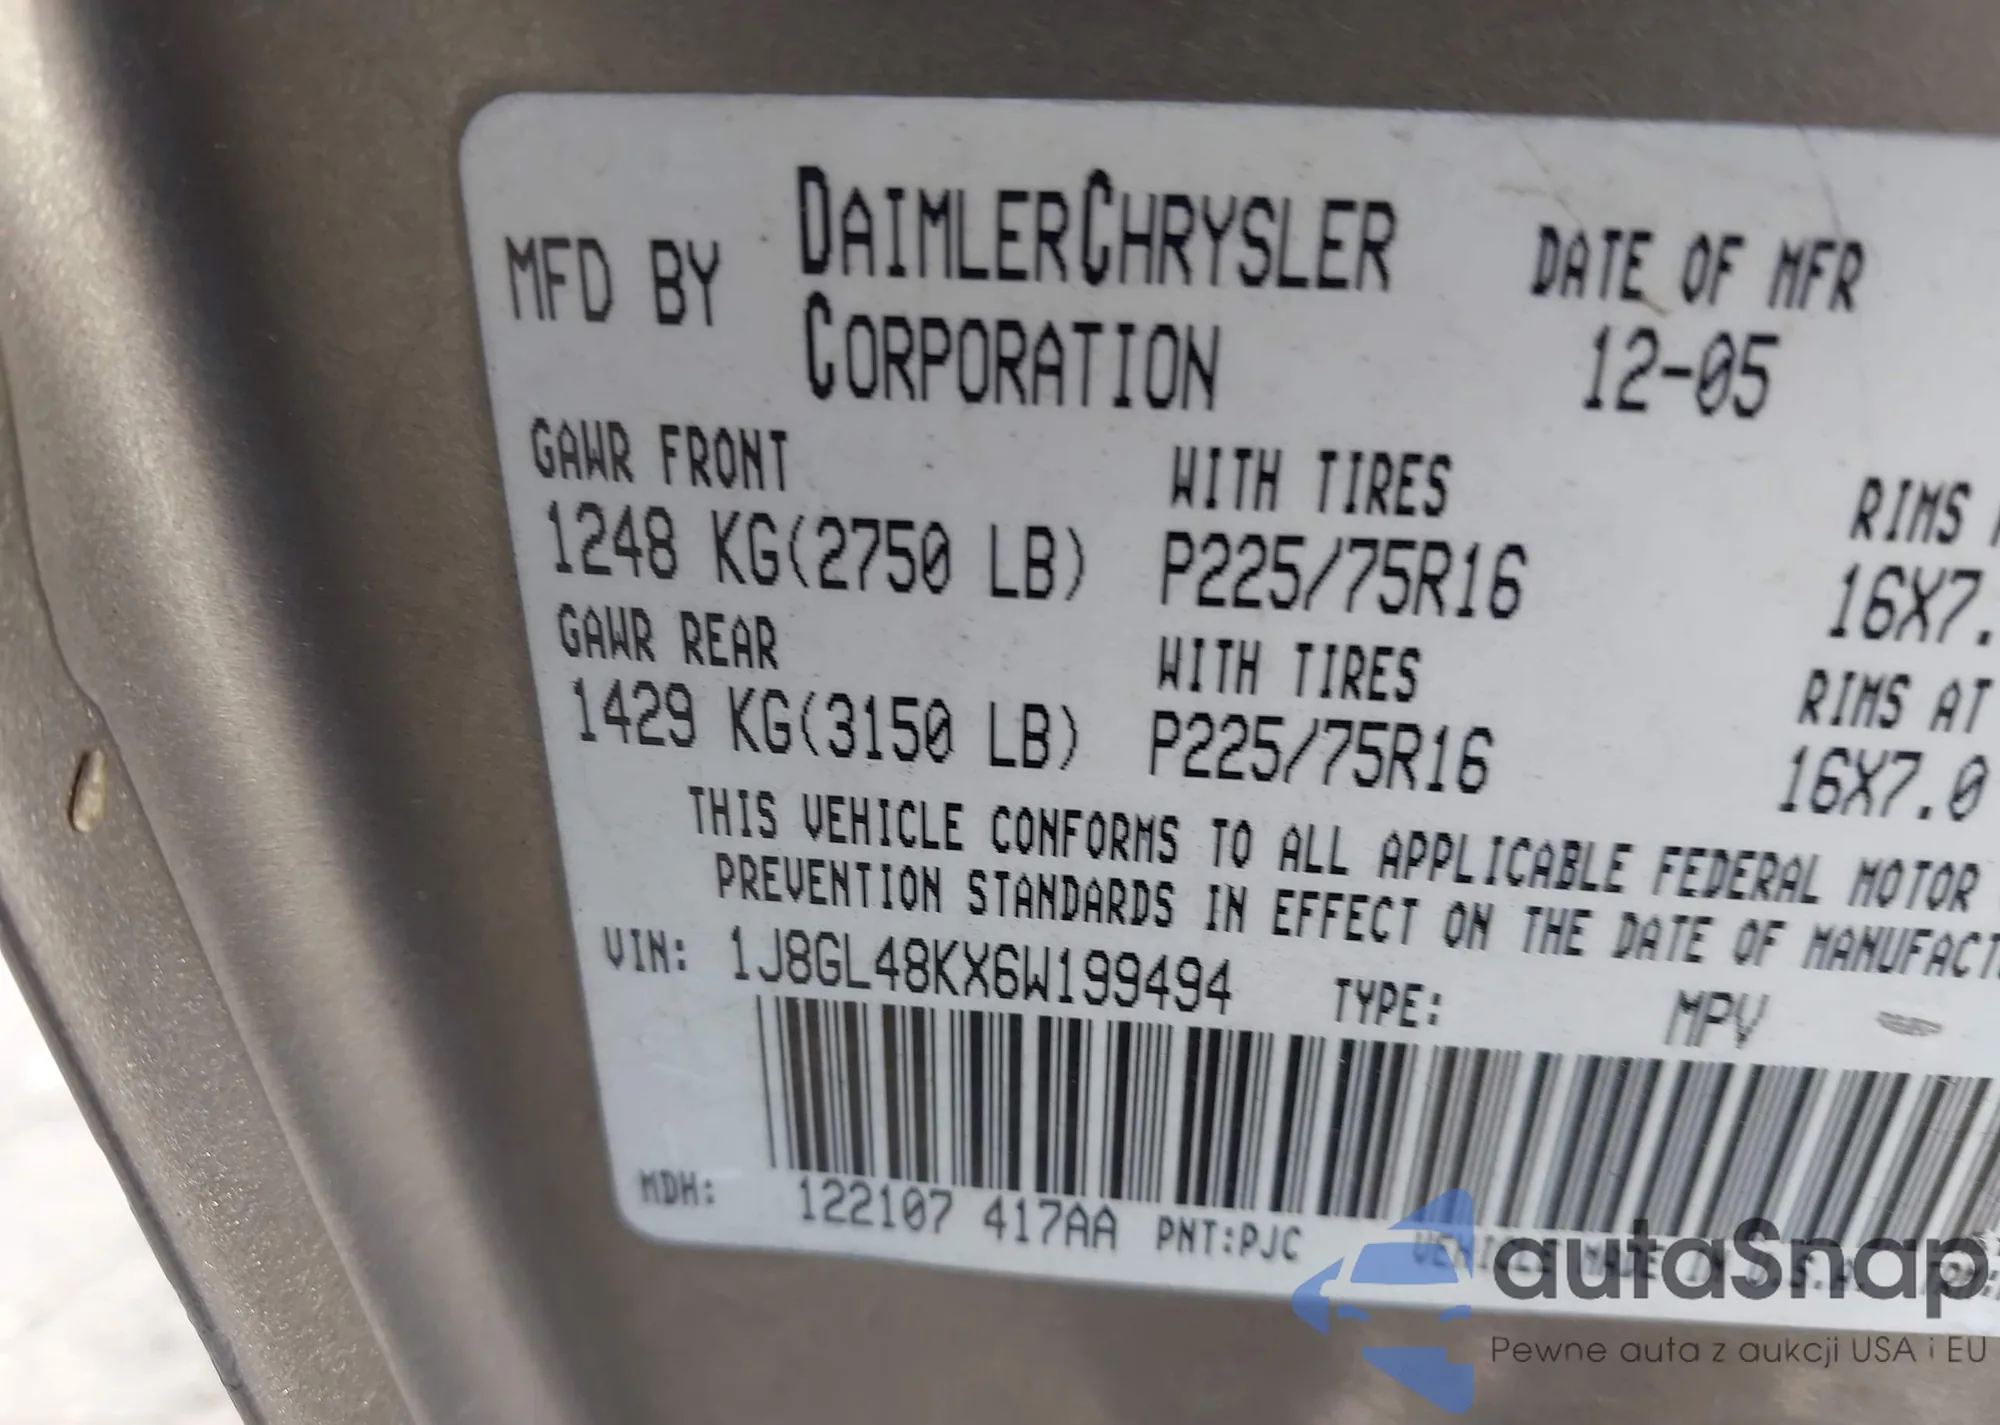 MFD BY DAIMLERCHRYSLER CORPORATION
DATE OF MFR
12-05
GAWR FRONT WITH TIRES RIMS
1248 KG(2750 LB) P225/75R16 16X7.
GAWR REAR WITH TIRES RIMS AT
1429 KG(3150 LB) P225/75R16 16X7.0
THIS VEHICLE CONFORMS TO ALL APPLICABLE FEDERAL MOTOR
PREVENTION STANDARDS IN EFFECT ON THE DATE OF MANUFACT
VIN: 1J8GL48KX6W199494 TYPE: MPV
MDH: 122107 417AA PNT:PJC VEHICLE MADE IN U.S.A.
autaSnap
Pewne auta z aukcji USA i EU